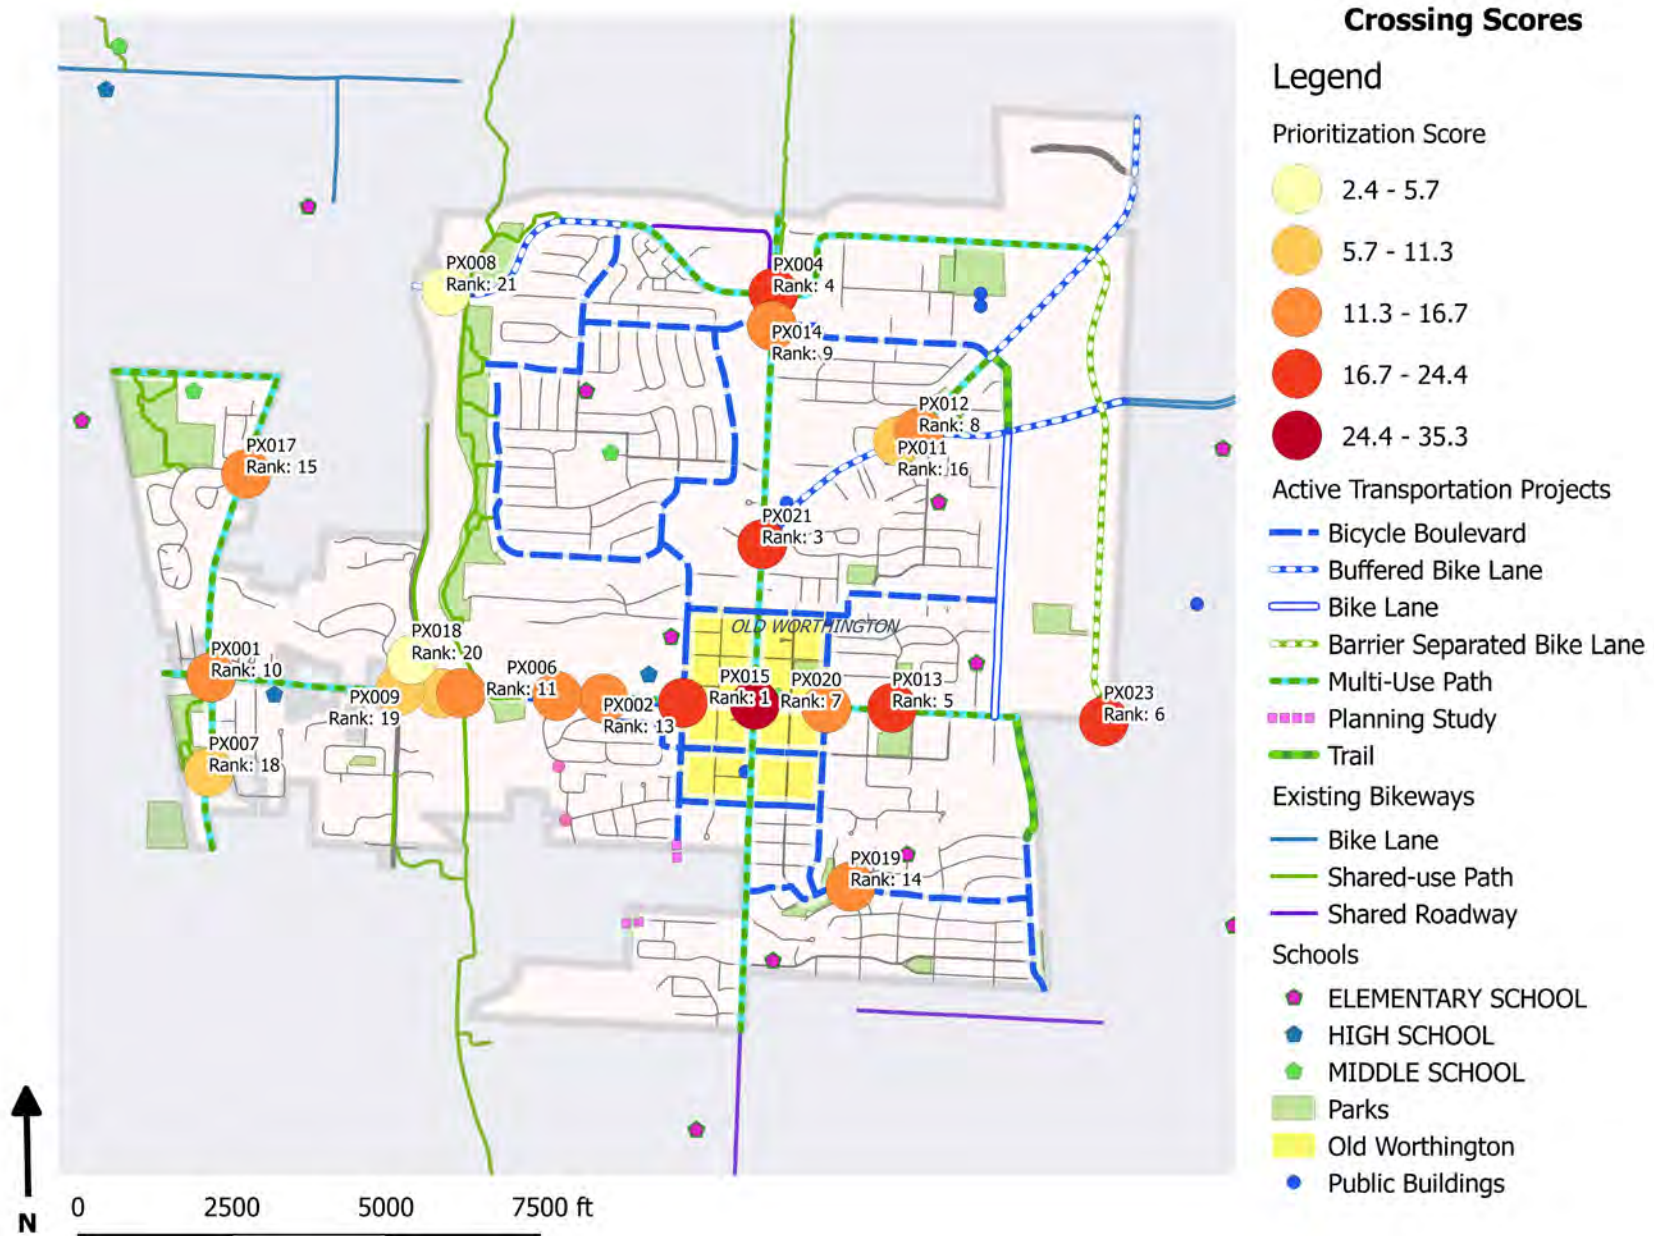 Crossing Scores
Legend
Prioritization Score
2.4 - 5.7
5.7 - 11.3
11.3 - 16.7
16.7 - 24.4
24.4 - 35.3
Active Transportation Projects
Bicycle Boulevard
Buffered Bike Lane
Bike Lane
Barrier Separated Bike Lane
Multi-Use Path
Planning Study
Trail
Existing Bikeways
Bike Lane
Shared-use Path
Shared Roadway
Schools
ELEMENTARY SCHOOL
HIGH SCHOOL
MIDDLE SCHOOL
Parks
Old Worthington
Public Buildings
PX008
Rank: 21
PX004
Rank: 4
PX014
Rank: 9
PX012
Rank: 8
PX011
Rank: 16
PX017
Rank: 15
PX021
Rank: 3
OLD WORTHINGTON
PX018
Rank: 20
PX001
Rank: 10
PX009
Rank: 19
PX006
Rank: 11
PX002
Rank: 13
PX015
Rank: 1
PX020
Rank: 7
PX013
Rank: 5
PX023
Rank: 6
PX007
Rank: 18
PX019
Rank: 14
N
0 2500 5000 7500 ft